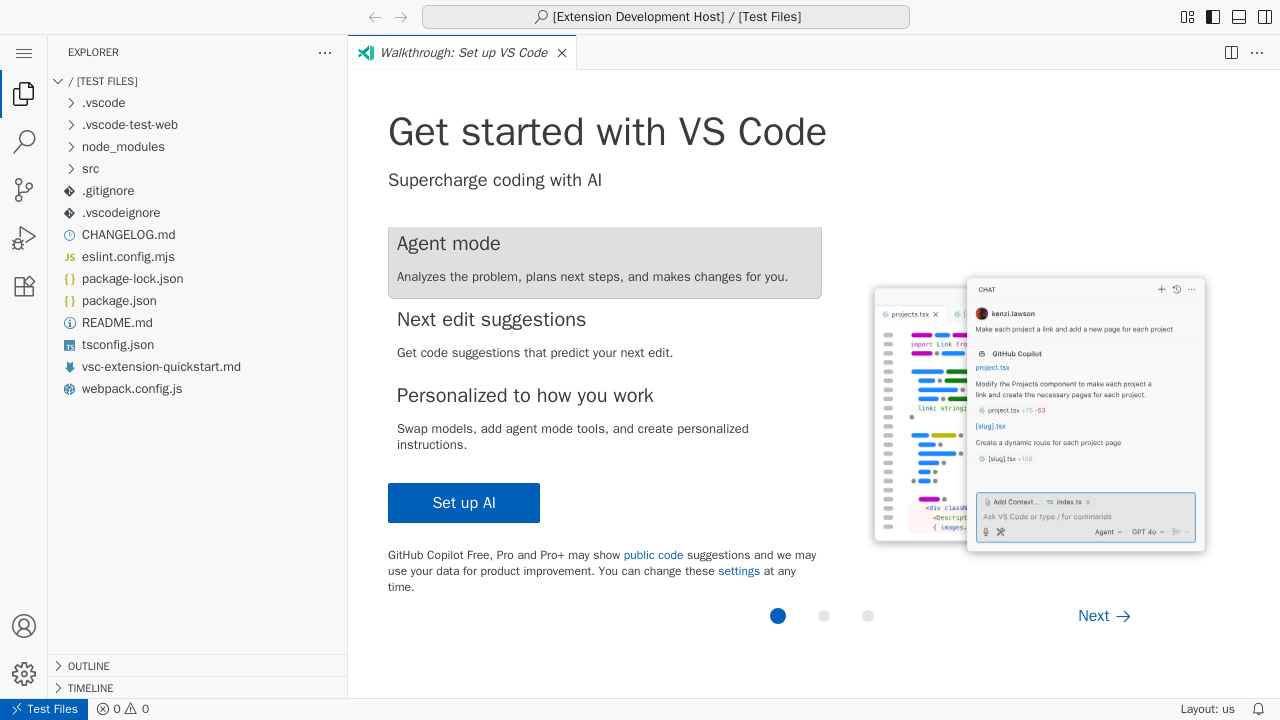 [Extension Development Host] / [Test Files]
EXPLORER
/ [TEST FILES]
.vscode
.vscode-test-web
node_modules
src
.gitignore
.vscodeignore
CHANGELOG.md
eslint.config.mjs
package-lock.json
package.json
README.md
tsconfig.json
vsc-extension-quickstart.md
webpack.config.js
OUTLINE
TIMELINE
Walkthrough: Set up VS Code
Get started with VS Code
Supercharge coding with AI
Agent mode
Analyzes the problem, plans next steps, and makes changes for you.
Next edit suggestions
Get code suggestions that predict your next edit.
Personalized to how you work
Swap models, add agent mode tools, and create personalized
instructions.
Set up AI
GitHub Copilot Free, Pro and Pro+ may show public code suggestions and we may
use your data for product improvement. You can change these settings at any
time.
projects.tsx
import Link from
link: string;
<div classN
<Descript
{ images.
CHAT
kenzi.lawson
Make each project a link and add a new page for each project
GitHub Copilot
project.tsx
Modify the Projects component to make each project a
link and create the necessary pages for each project.
project.tsx +76 -53
[slug].tsx
Create a dynamic route for each project page
[slug].tsx +108
Add Context... TS index.ts
Ask VS Code or type / for commands
Agent GPT 4o
Next
Test Files 0 0
Layout: us